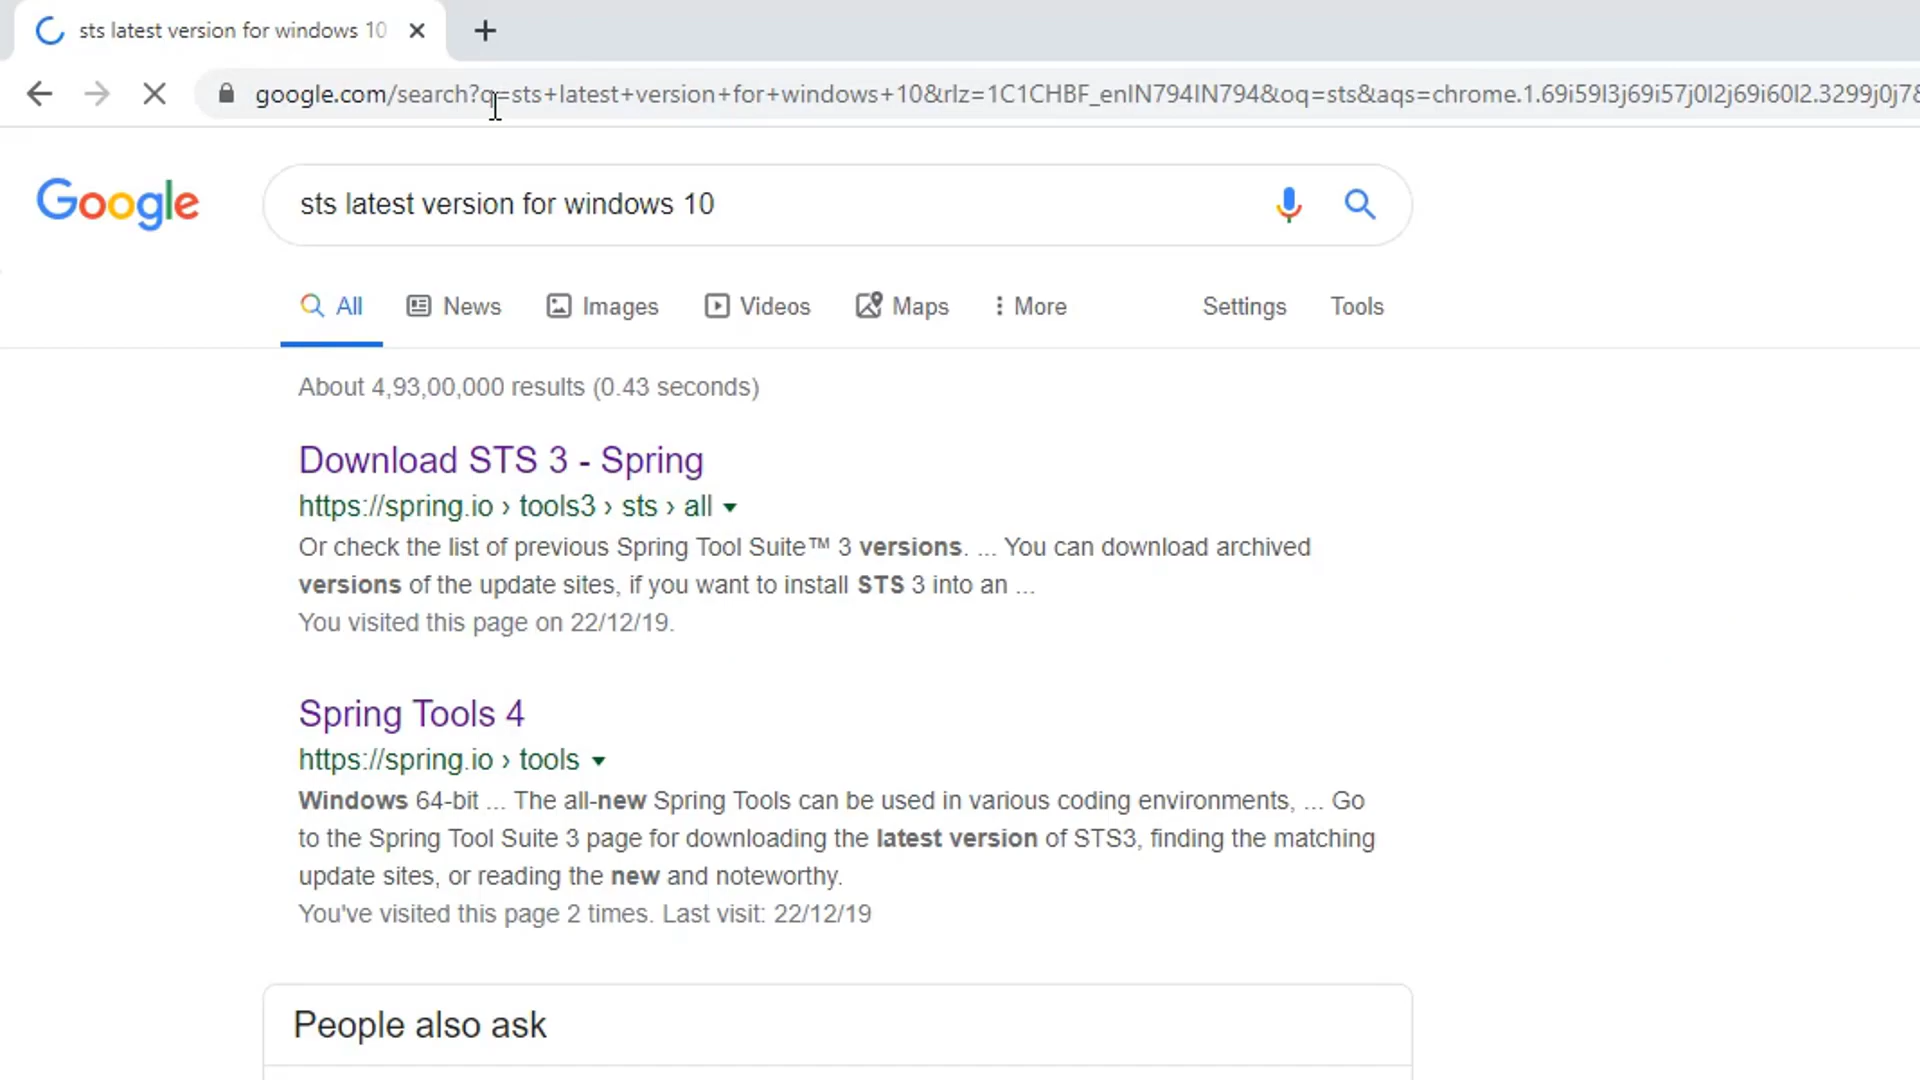 sts latest version for windows 10
google.com/search?q=sts+latest+version+for+windows+10&rlz=1C1CHBF_enIN794IN794&oq=sts&aqs=chrome.1.69i59l3j69i57j0l2j69i60l2.3299j0j7&
Google
sts latest version for windows 10
All News Images Videos Maps More Settings Tools
About 4,93,00,000 results (0.43 seconds)
Download STS 3 - Spring
https://spring.io › tools3 › sts › all
Or check the list of previous Spring Tool Suite™ 3 versions. ... You can download archived
versions of the update sites, if you want to install STS 3 into an ...
You visited this page on 22/12/19.
Spring Tools 4
https://spring.io › tools
Windows 64-bit ... The all-new Spring Tools can be used in various coding environments, ... Go
to the Spring Tool Suite 3 page for downloading the latest version of STS3, finding the matching
update sites, or reading the new and noteworthy.
You've visited this page 2 times. Last visit: 22/12/19
People also ask